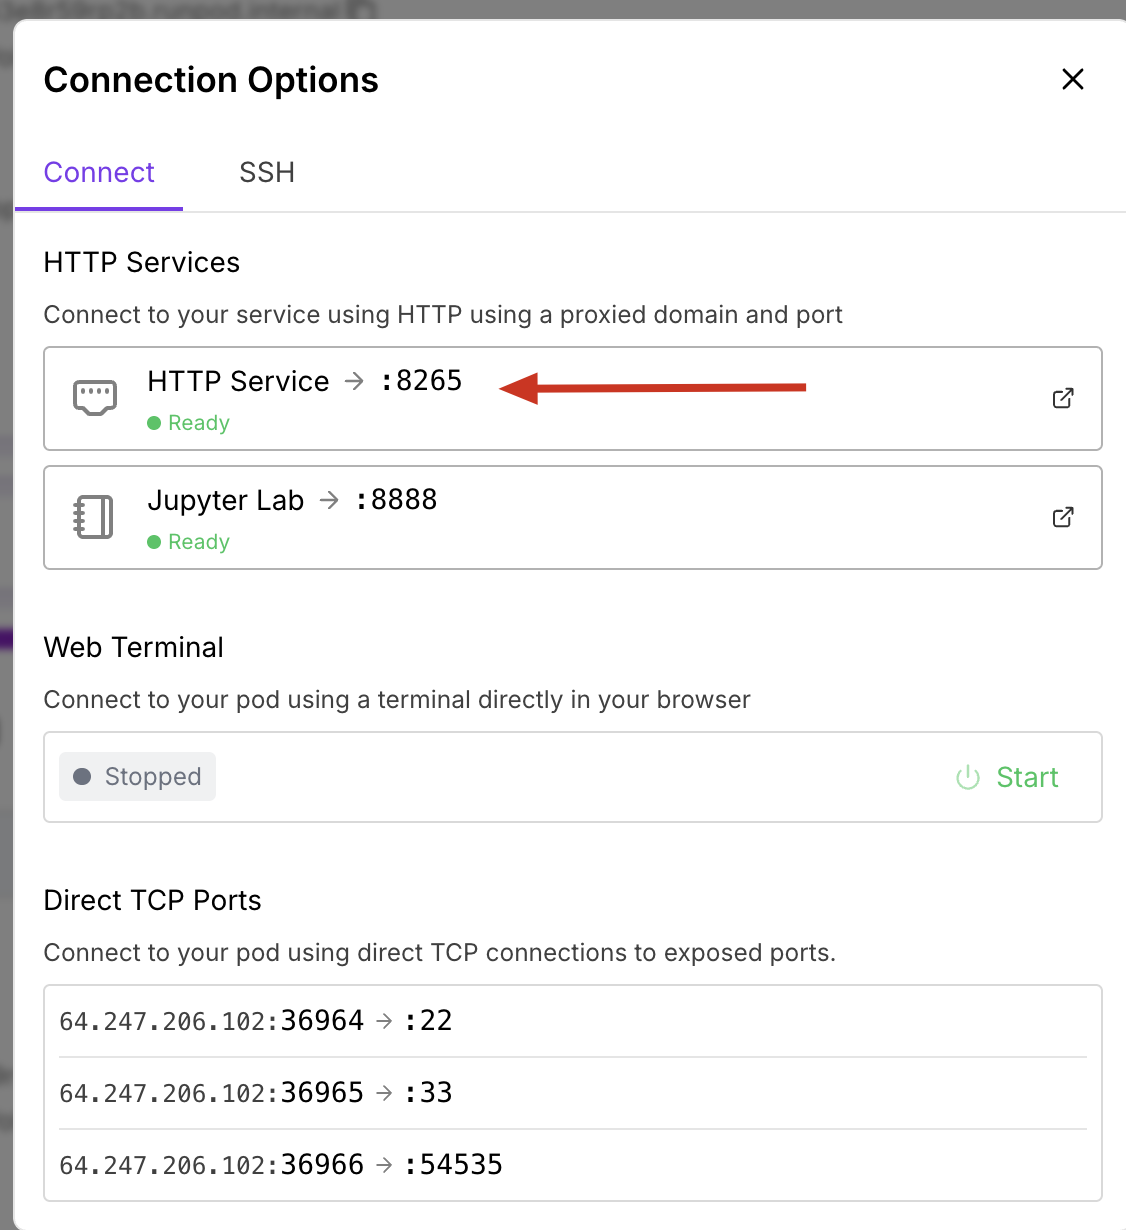 Connection Options
Connect SSH
HTTP Services
Connect to your service using HTTP using a proxied domain and port
HTTP Service → :8265
Ready
Jupyter Lab → :8888
Ready
Web Terminal
Connect to your pod using a terminal directly in your browser
Stopped Start
Direct TCP Ports
Connect to your pod using direct TCP connections to exposed ports.
64.247.206.102:36964 → :22
64.247.206.102:36965 → :33
64.247.206.102:36966 → :54535